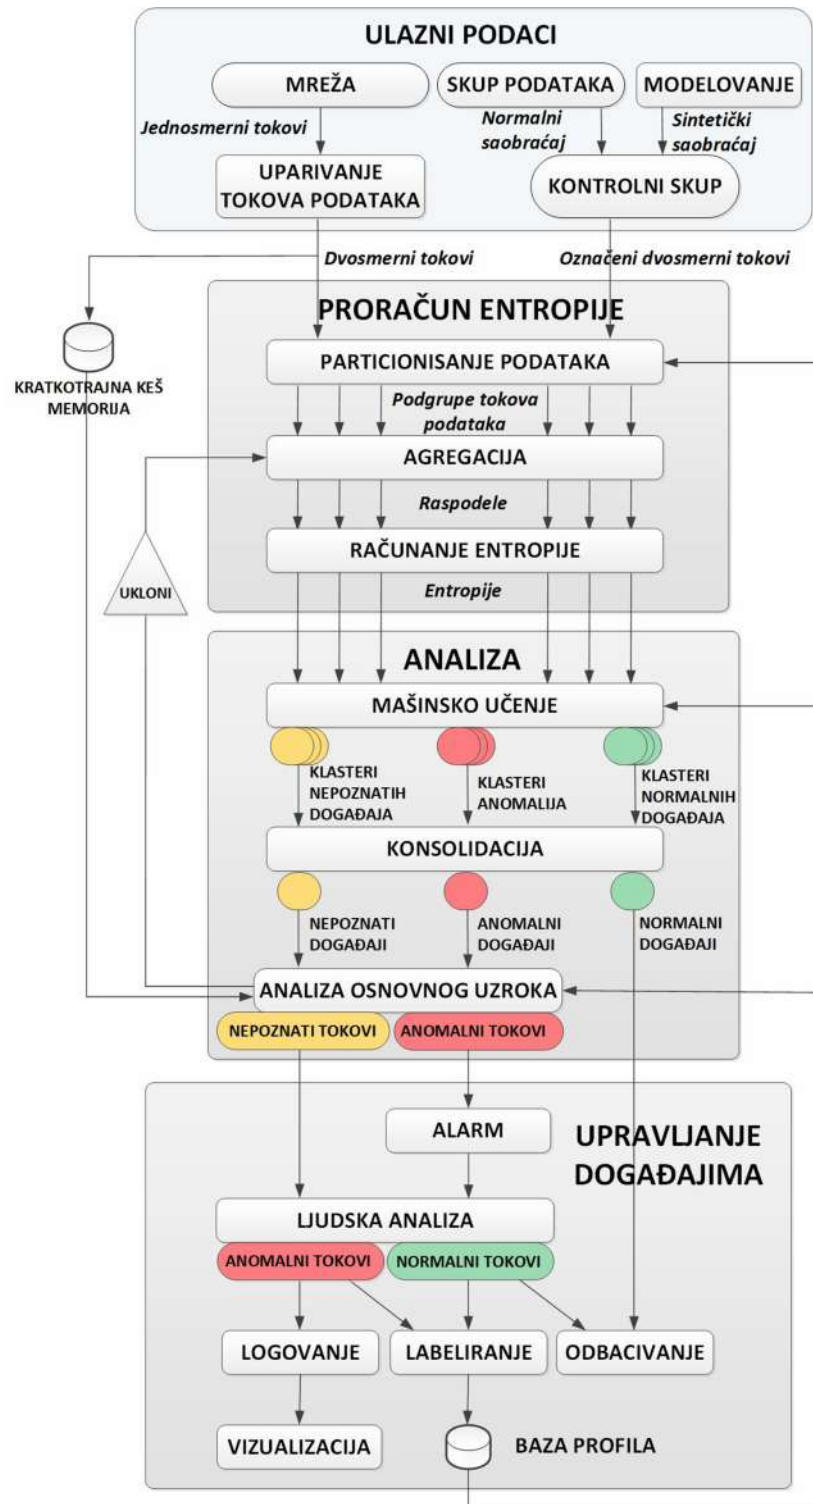 ULAZNI PODACI
MREŽA
SKUP PODATAKA
MODELOVANJE
Jednosmerni tokovi
Normalni
saobraćaj
Sintetički
saobraćaj
UPARIVANJE
TOKOVA PODATAKA
KONTROLNI SKUP
Dvosmerni tokovi
Označeni dvosmerni tokovi
PRORAČUN ENTROPIJE
KRATKOTRAJNA KEŠ
MEMORIJA
PARTICIONISANJE PODATAKA
Podgrupe tokova
podataka
AGREGACIJA
Raspodele
RAČUNANJE ENTROPIJE
Entropije
UKLONI
ANALIZA
MAŠINSKO UČENJE
KLASTERI
NEPOZNATIH
DOGAĐAJA
KLASTERI
ANOMALIJA
KLASTERI
NORMALNIH
DOGAĐAJA
KONSOLIDACIJA
NEPOZNATI
DOGAĐAJI
ANOMALNI
DOGAĐAJI
NORMALNI
DOGAĐAJI
ANALIZA OSNOVNOG UZROKA
NEPOZNATI TOKOVI
ANOMALNI TOKOVI
UPRAVLJANJE
DOGAĐAJIMA
ALARM
LJUDSKA ANALIZA
ANOMALNI TOKOVI
NORMALNI TOKOVI
LOGOVANJE
LABELIRANJE
ODBACIVANJE
VIZUALIZACIJA
BAZA PROFILA